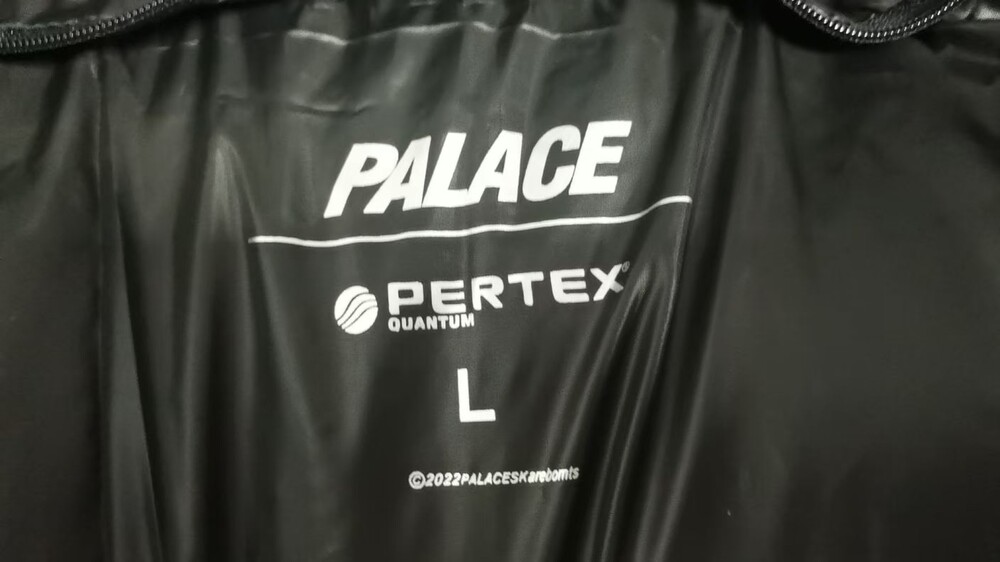 PALACE
PERTEX®
QUANTUM
L
©2022PALACESKarebomts